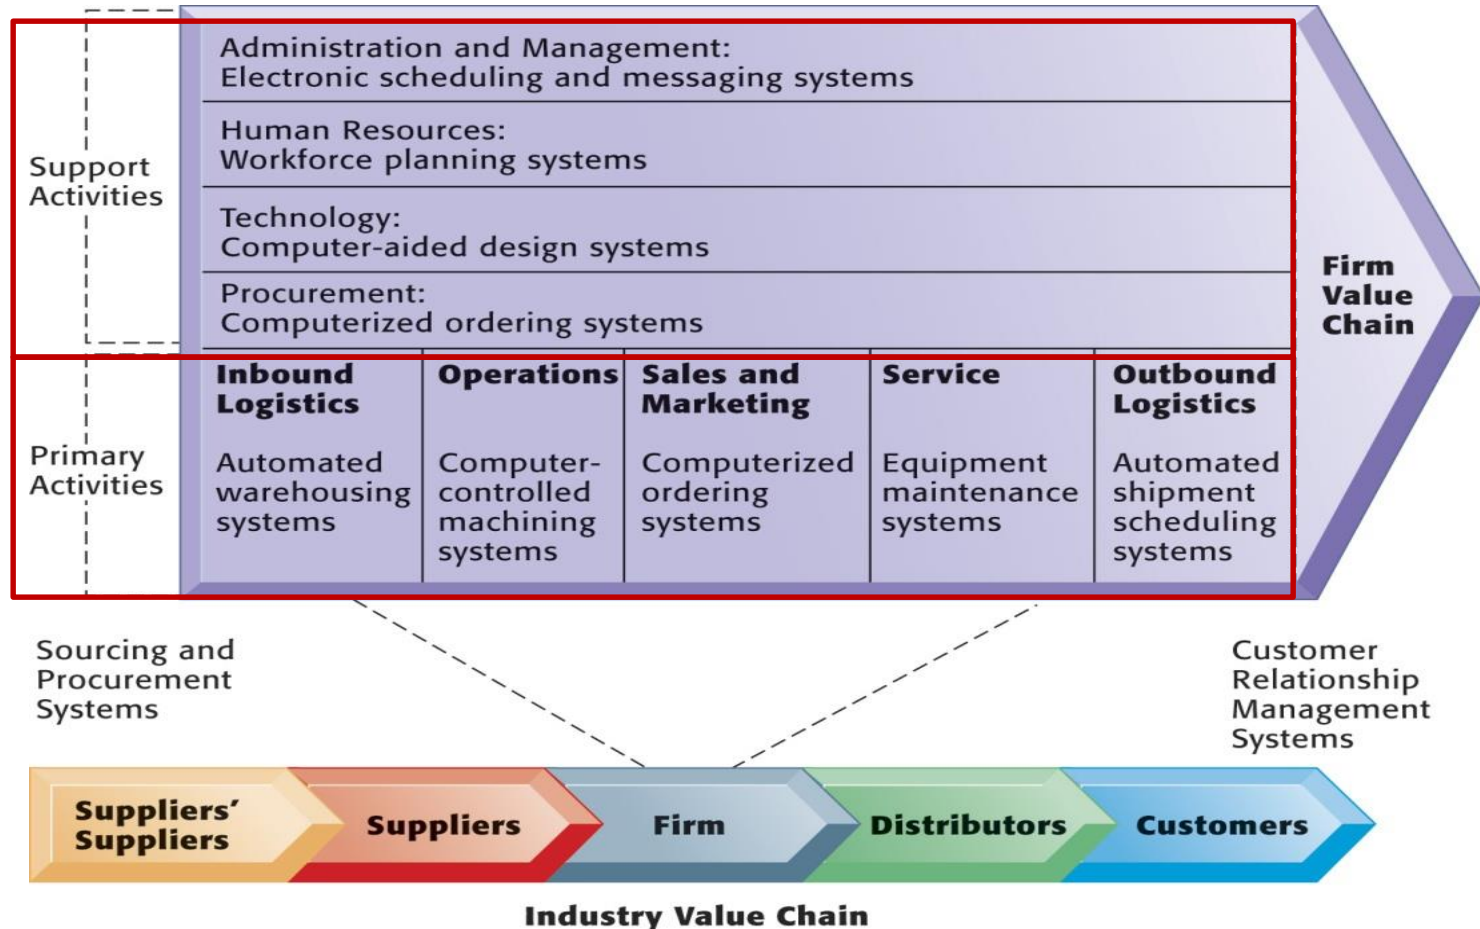 Administration and Management:
Electronic scheduling and messaging systems
Human Resources:
Workforce planning systems
Support
Activities
Technology:
Computer-aided design systems
Procurement:
Computerized ordering systems
Firm
Value
Chain
Primary
Activities
Inbound
Logistics
Automated
warehousing
systems
Operations
Computer-
controlled
machining
systems
Sales and
Marketing
Computerized
ordering
systems
Service
Equipment
maintenance
systems
Outbound
Logistics
Automated
shipment
scheduling
systems
Sourcing and
Procurement
Systems
Customer
Relationship
Management
Systems
Suppliers’
Suppliers
Suppliers
Firm
Distributors
Customers
Industry Value Chain